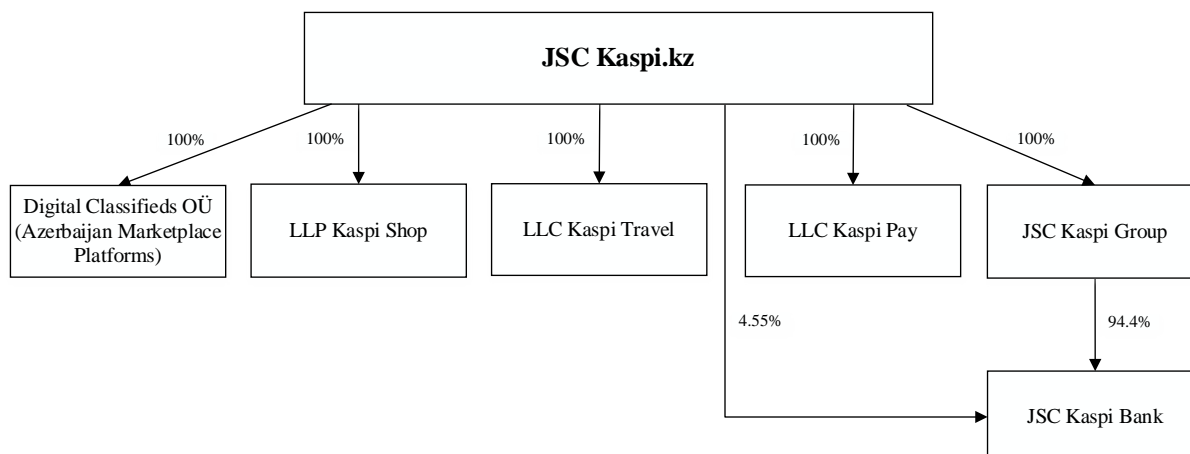 JSC Kaspi.kz
100%
100%
100%
100%
100%
Digital Classifieds OÜ
(Azerbaijan Marketplace
Platforms)
LLP Kaspi Shop
LLC Kaspi Travel
LLC Kaspi Pay
JSC Kaspi Group
4.55%
94.4%
JSC Kaspi Bank